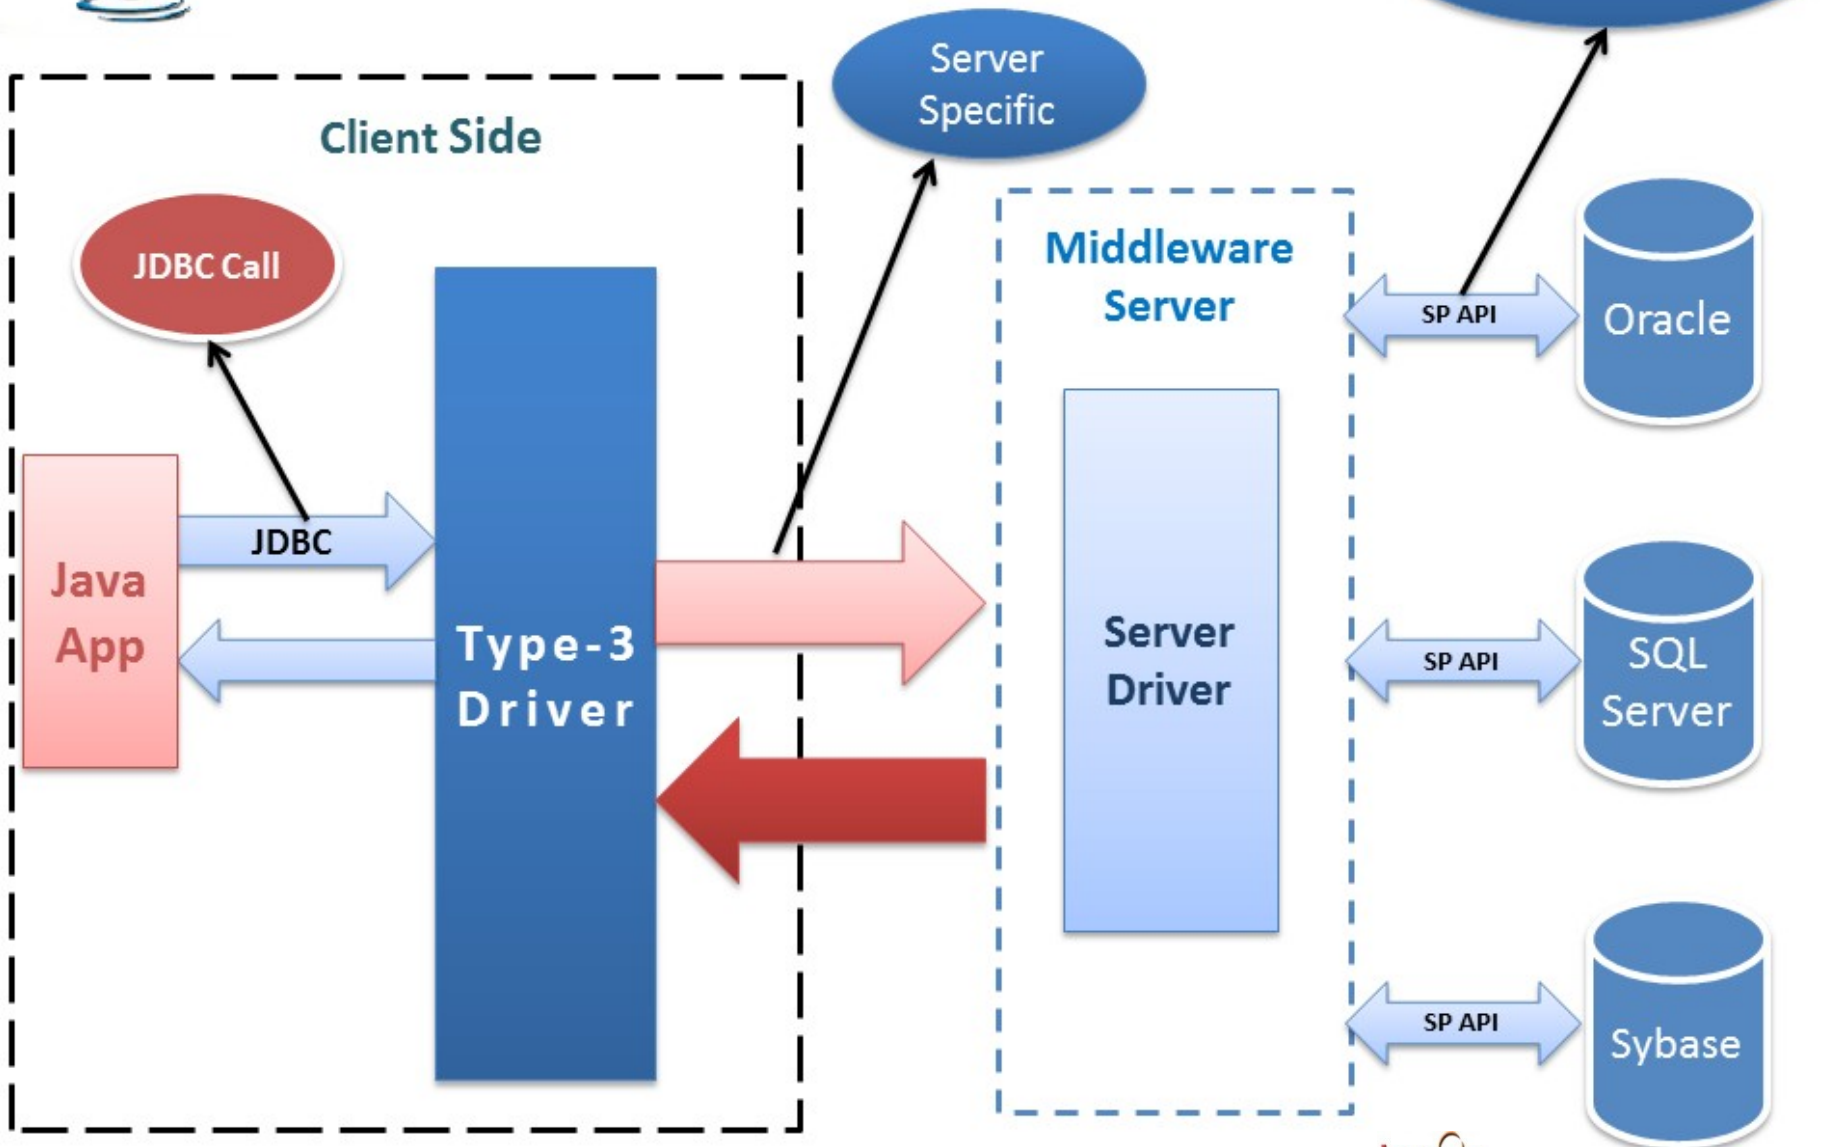 Client Side
JDBC Call
Java
App
JDBC
Type-3
Driver
Server
Specific
Middleware
Server
Server
Driver
SP API
Oracle
SP API
SQL
Server
SP API
Sybase